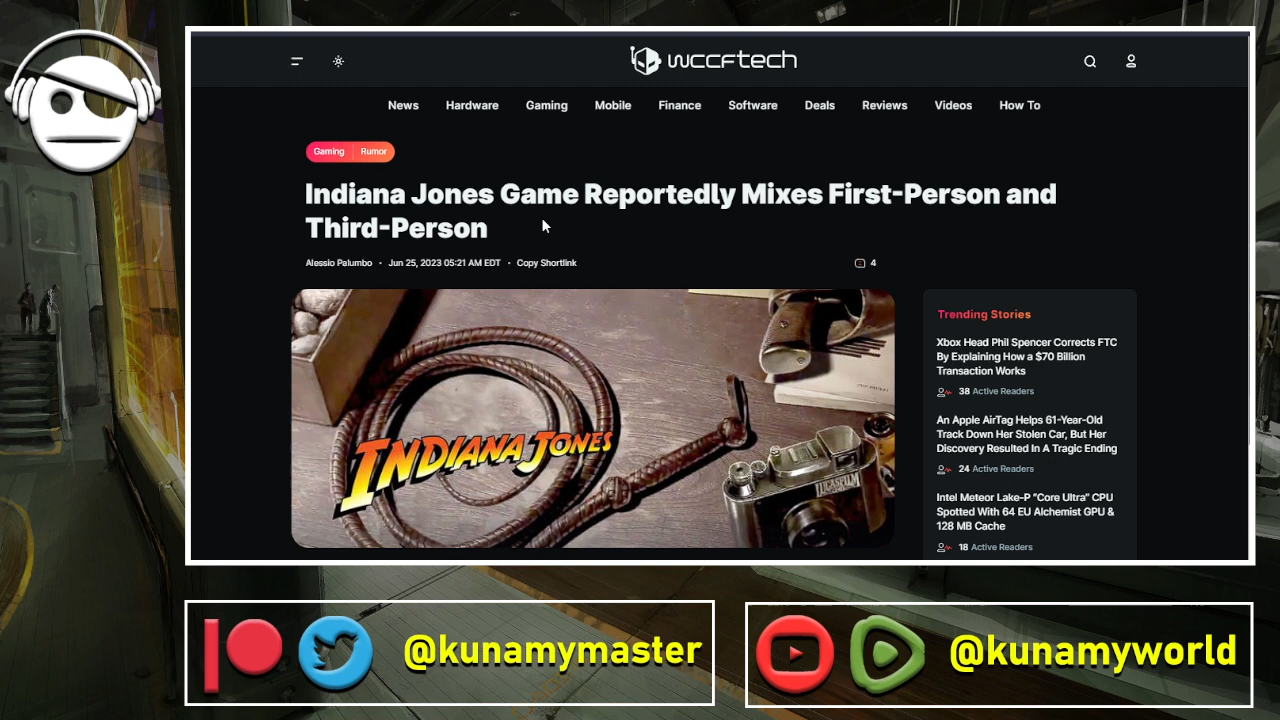 wccftech
News Hardware Gaming Mobile Finance Software Deals Reviews Videos How To
Gaming Rumor
Indiana Jones Game Reportedly Mixes First-Person and
Third-Person
Alessio Palumbo • Jun 25, 2023 05:21 AM EDT • Copy Shortlink
4
INDIANA JONES
LUCASFILM
Trending Stories
Xbox Head Phil Spencer Corrects FTC
By Explaining How a $70 Billion
Transaction Works
38 Active Readers
An Apple AirTag Helps 61-Year-Old
Track Down Her Stolen Car, But Her
Discovery Resulted In A Tragic Ending
24 Active Readers
Intel Meteor Lake-P “Core Ultra” CPU
Spotted With 64 EU Alchemist GPU &
128 MB Cache
18 Active Readers
@kunamymaster
@kunamyworld